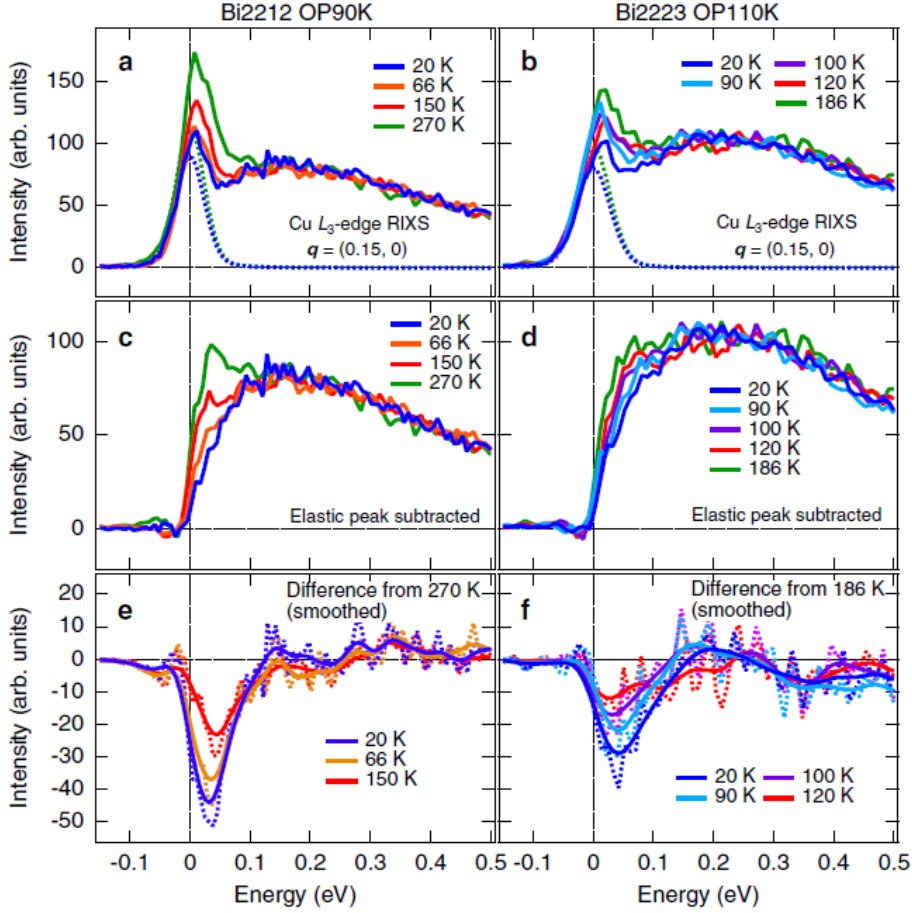 Bi2212 OP90K
Bi2223 OP110K
Intensity (arb. units)
150
100
50
0
a
20 K
66 K
150 K
270 K
Cu L3-edge RIXS
q = (0.15, 0)
b
20 K 100 K
90 K 120 K
186 K
Cu L3-edge RIXS
q = (0.15, 0)
Intensity (arb. units)
100
50
0
c
20 K
66 K
150 K
270 K
Elastic peak subtracted
d
20 K
90 K
100 K
120 K
186 K
Elastic peak subtracted
Intensity (arb. units)
20
10
0
-10
-20
-30
-40
-50
e
Difference from 270 K
(smoothed)
20 K
66 K
150 K
f
Difference from 186 K
(smoothed)
20 K 100 K
90 K 120 K
-0.1 0 0.1 0.2 0.3 0.4 0.5
Energy (eV)
-0.1 0 0.1 0.2 0.3 0.4 0.5
Energy (eV)